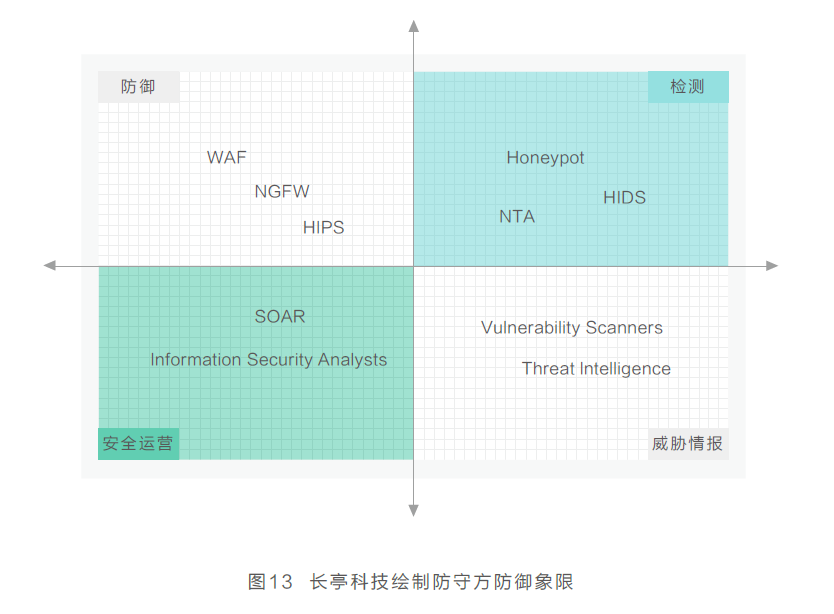 防御
检测
WAF
Honeypot
NGFW
HIDS
NTA
HIPS
SOAR
Vulnerability Scanners
Information Security Analysts
Threat Intelligence
安全运营
威胁情报
图13 长亭科技绘制防守方防御象限